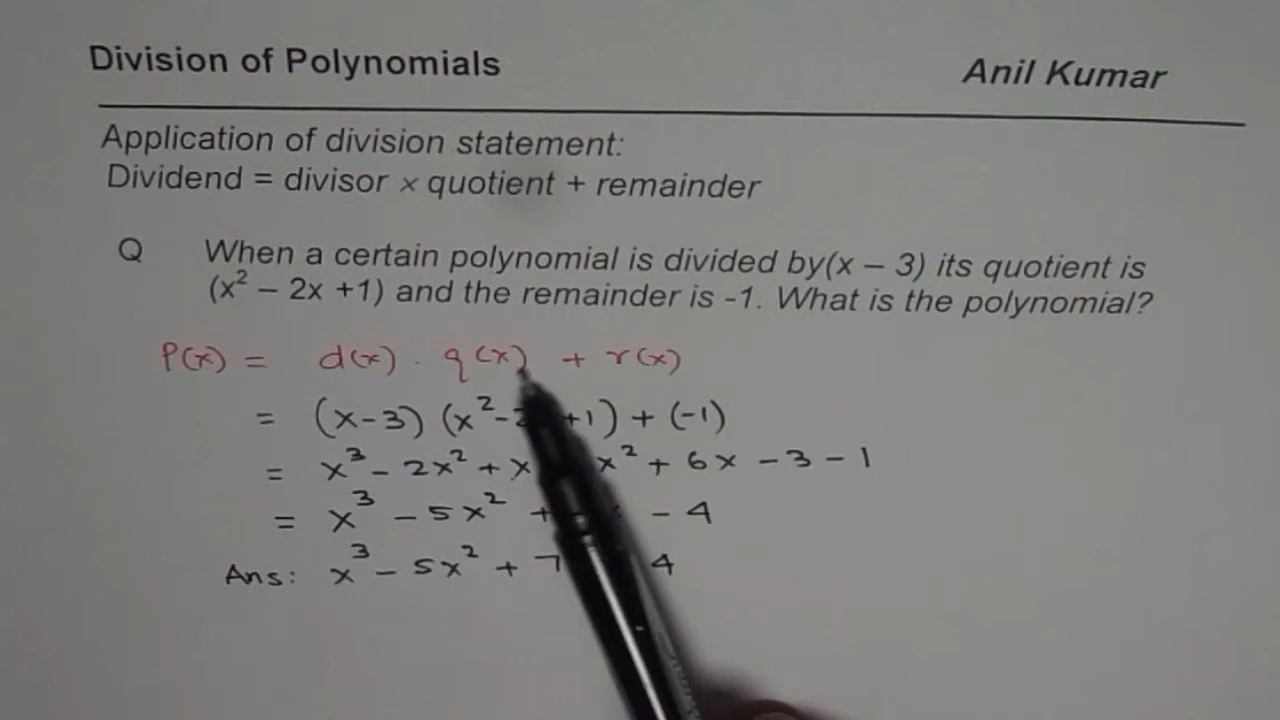 Division of Polynomials Anil Kumar
Application of division statement:
Dividend = divisor × quotient + remainder
Q When a certain polynomial is divided by(x – 3) its quotient is
(x² – 2x +1) and the remainder is -1. What is the polynomial?
P(x) = d(x) · q(x) + r(x)
= (x-3) (x²- +1) + (-1)
= x³ - 2x² + x x² + 6x - 3 - 1
= x³ - 5x² + - 4
Ans: x³ - 5x² + 7 4